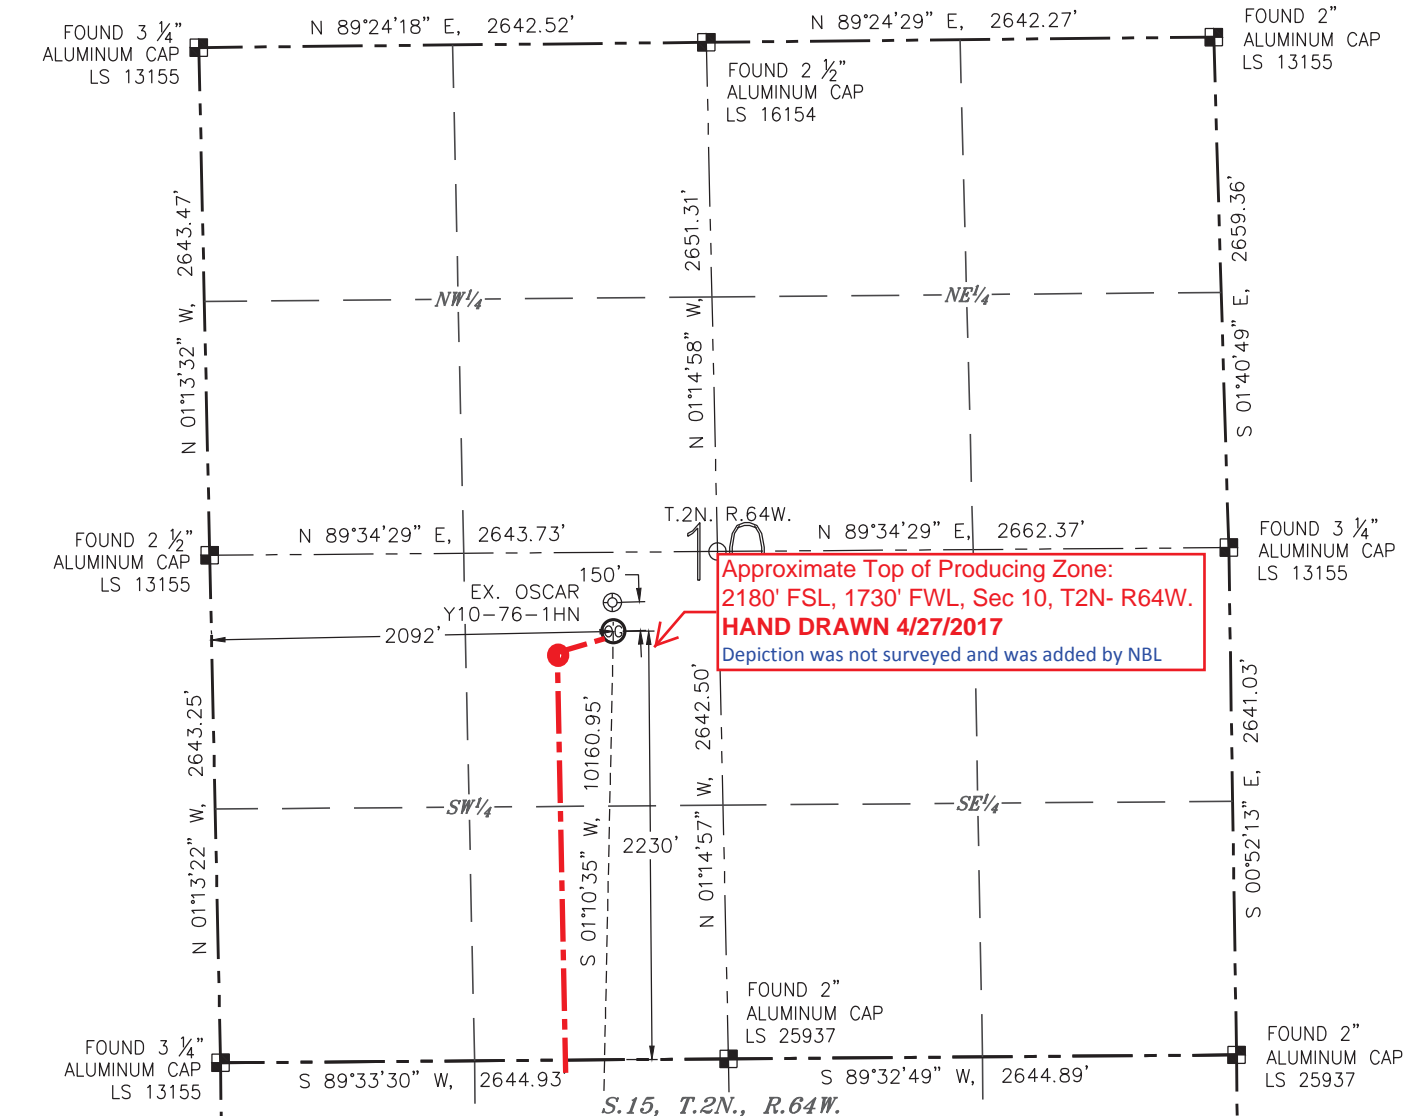 FOUND 3 ¼”
ALUMINUM CAP
LS 13155
N 89°24’18” E, 2642.52’
N 89°24’29” E, 2642.27’
FOUND 2”
ALUMINUM CAP
LS 13155
FOUND 2 ½”
ALUMINUM CAP
LS 16154
N 01°13’32” W, 2643.47’
N 01°14’58” W, 2651.31’
S 01°40’49” E, 2659.36’
NW¼
NE¼
FOUND 2 ½”
ALUMINUM CAP
LS 13155
N 89°34’29” E, 2643.73’
T.2N. R.64W.
10
N 89°34’29” E, 2662.37’
FOUND 3 ¼”
ALUMINUM CAP
LS 13155
EX. OSCAR
Y10-76-1HN
150’
2092’
Approximate Top of Producing Zone:
2180' FSL, 1730' FWL, Sec 10, T2N- R64W.
HAND DRAWN 4/27/2017
Depiction was not surveyed and was added by NBL
N 01°13’22” W, 2643.25’
S 01°10’35” W, 10160.95’
2230’
N 01°14’57” W, 2642.50’
S 00°52’13” E, 2641.03’
SW¼
SE¼
FOUND 3 ¼”
ALUMINUM CAP
LS 13155
S 89°33’30” W, 2644.93’
FOUND 2”
ALUMINUM CAP
LS 25937
S 89°32’49” W, 2644.89’
FOUND 2”
ALUMINUM CAP
LS 25937
S.15, T.2N., R.64W.